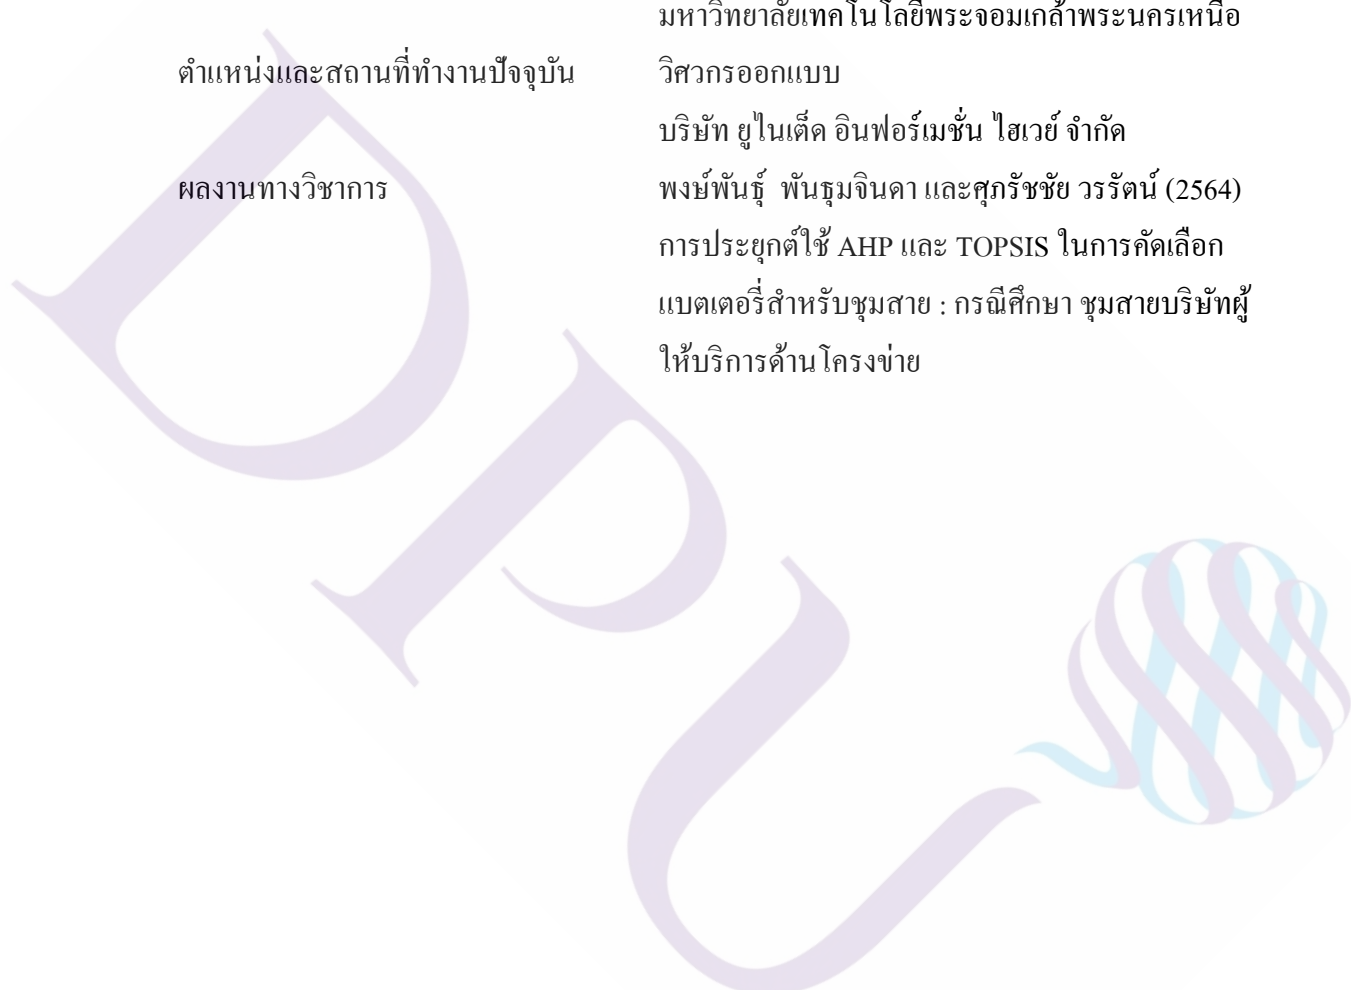 มหาวิทยาลัยเทคโนโลยีพระจอมเกล้าพระนครเหนือ
ตำแหน่งและสถานที่ทำงานปัจจุบัน วิศวกรออกแบบ
บริษัท ยูไนเต็ด อินฟอร์เมชั่น ไฮเวย์ จำกัด
ผลงานทางวิชาการ พงษ์พันธุ์ พันธุมจินดา และศุภรัชชัย วรรัตน์ (2564)
การประยุกต์ใช้ AHP และ TOPSIS ในการคัดเลือก
แบตเตอรี่สำหรับชุมสาย : กรณีศึกษา ชุมสายบริษัทผู้
ให้บริการด้านโครงข่าย
DPU